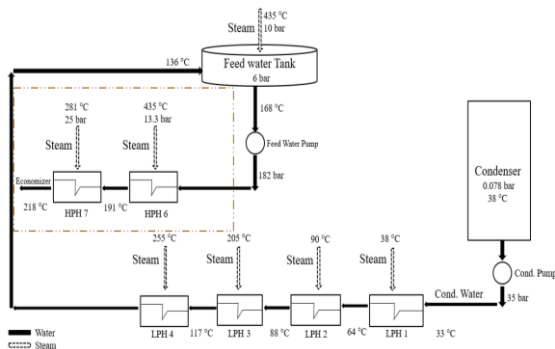 435 °C
Steam 10 bar
136 °C
Feed water Tank
6 bar
281 °C
25 bar
435 °C
13.3 bar
168 °C
Steam
Steam
Feed Water Pump
Condenser
0.078 bar
38 °C
Economizer
182 bar
218 °C
HPH 7
191 °C
HPH 6
255 °C
Steam
205 °C
Steam
90 °C
Steam
38 °C
Steam
Cond. Pump
Cond. Water
35 bar
LPH 4
117 °C
LPH 3
88 °C
LPH 2
64 °C
LPH 1
33 °C
Water
Steam